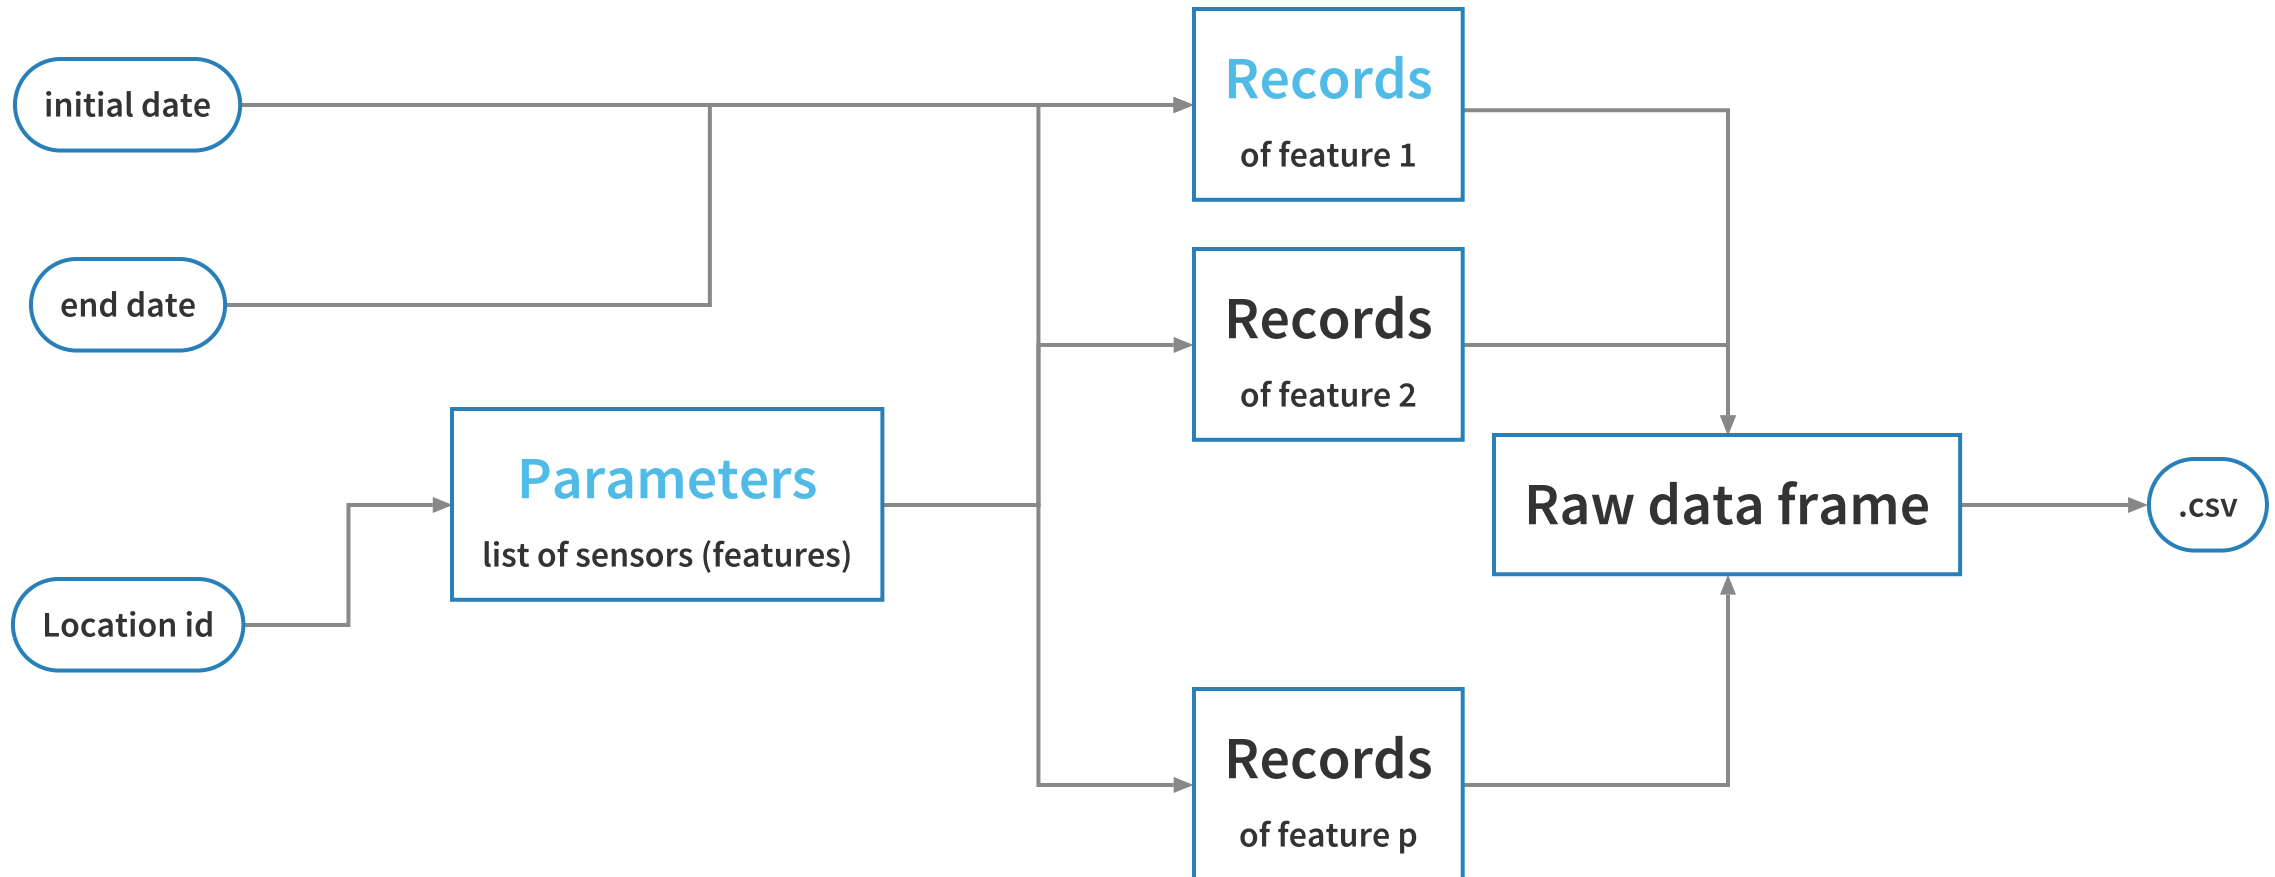 initial date
end date
Location id
Parameters
list of sensors (features)
Records
of feature 1
Records
of feature 2
Records
of feature p
Raw data frame
.csv